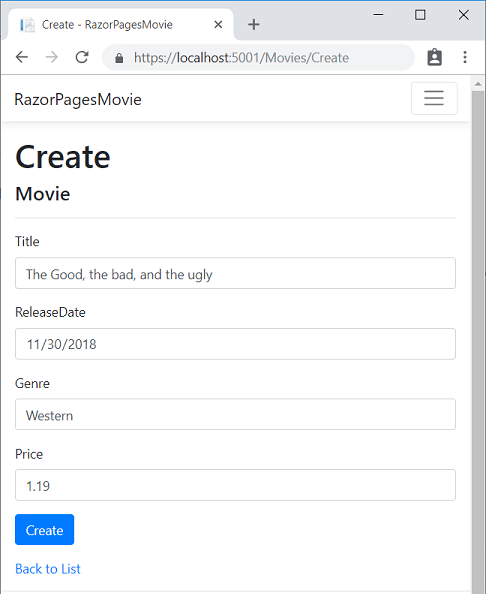 Create - RazorPagesMovie
https://localhost:5001/Movies/Create
RazorPagesMovie
Create
Movie
Title
The Good, the bad, and the ugly
ReleaseDate
11/30/2018
Genre
Western
Price
1.19
Create
Back to List